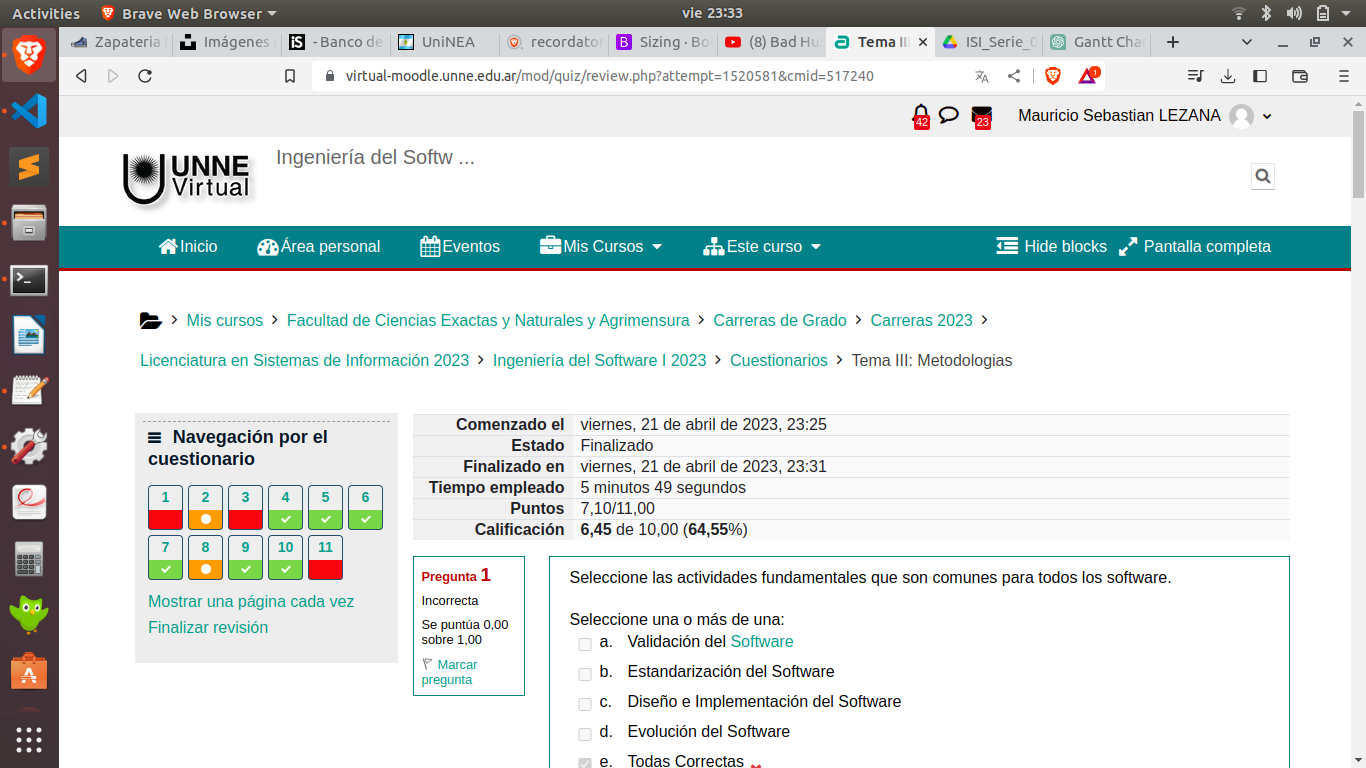 Activities
Brave Web Browser
vie 23:33
Zapateria
Imágenes
- Banco de
UniNEA
recordator
Sizing · Bo
(8) Bad Hu
Tema III
ISI_Serie_0
Gantt Char
virtual-moodle.unne.edu.ar/mod/quiz/review.php?attempt=1520581&cmid=517240
1
42
23
Mauricio Sebastian LEZANA
UNNE
Virtual
Ingeniería del Softw ...
Inicio
Área personal
Eventos
Mis Cursos
Este curso
Hide blocks
Pantalla completa
Mis cursos
Facultad de Ciencias Exactas y Naturales y Agrimensura
Carreras de Grado
Carreras 2023
Licenciatura en Sistemas de Información 2023
Ingeniería del Software I 2023
Cuestionarios
Tema III: Metodologias
Navegación por el
cuestionario
1 2 3 4 5 6
7 8 9 10 11
Mostrar una página cada vez
Finalizar revisión
Comenzado el viernes, 21 de abril de 2023, 23:25
Estado Finalizado
Finalizado en viernes, 21 de abril de 2023, 23:31
Tiempo empleado 5 minutos 49 segundos
Puntos 7,10/11,00
Calificación 6,45 de 10,00 (64,55%)
Pregunta 1
Incorrecta
Se puntúa 0,00
sobre 1,00
Marcar
pregunta
Seleccione las actividades fundamentales que son comunes para todos los software.
Seleccione una o más de una:
a. Validación del Software
b. Estandarización del Software
c. Diseño e Implementación del Software
d. Evolución del Software
e. Todas Correctas